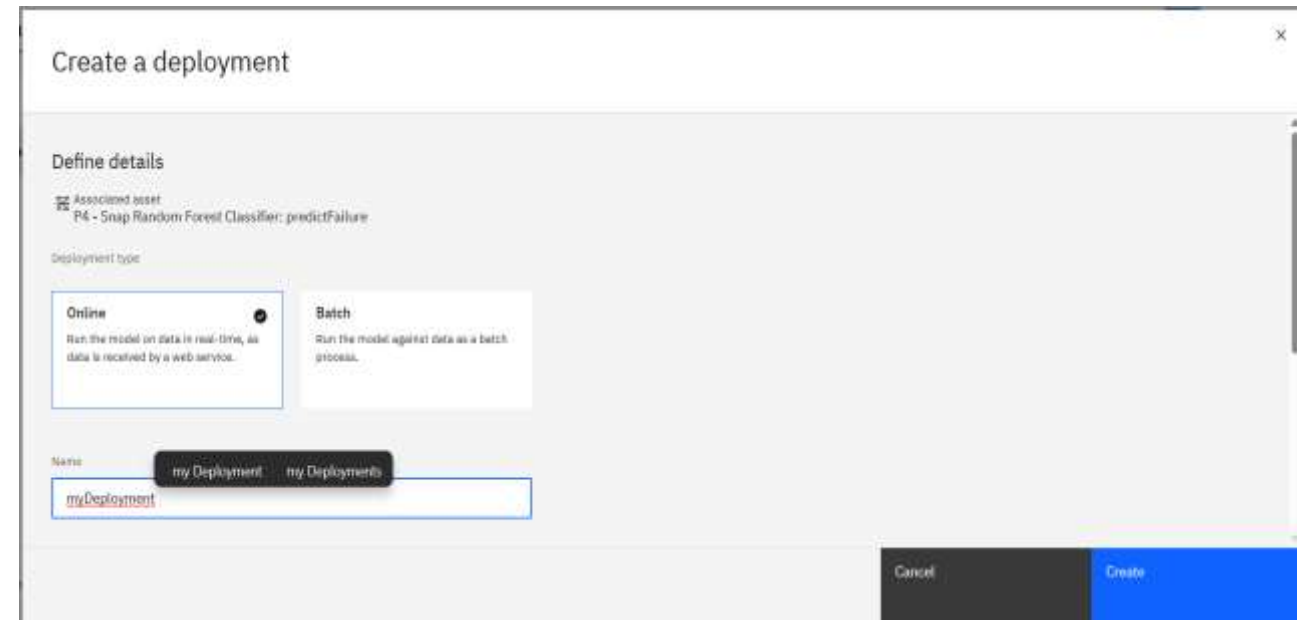 Create a deployment
Define details
Associated asset
P4 - Snap Random Forest Classifier: predictFailure
Deployment type
Online
Run the model on data in real-time, as
data is received by a web service.
Batch
Run the model against data as a batch
process.
Name
my Deployment my Deployments
myDeployment
Cancel
Create